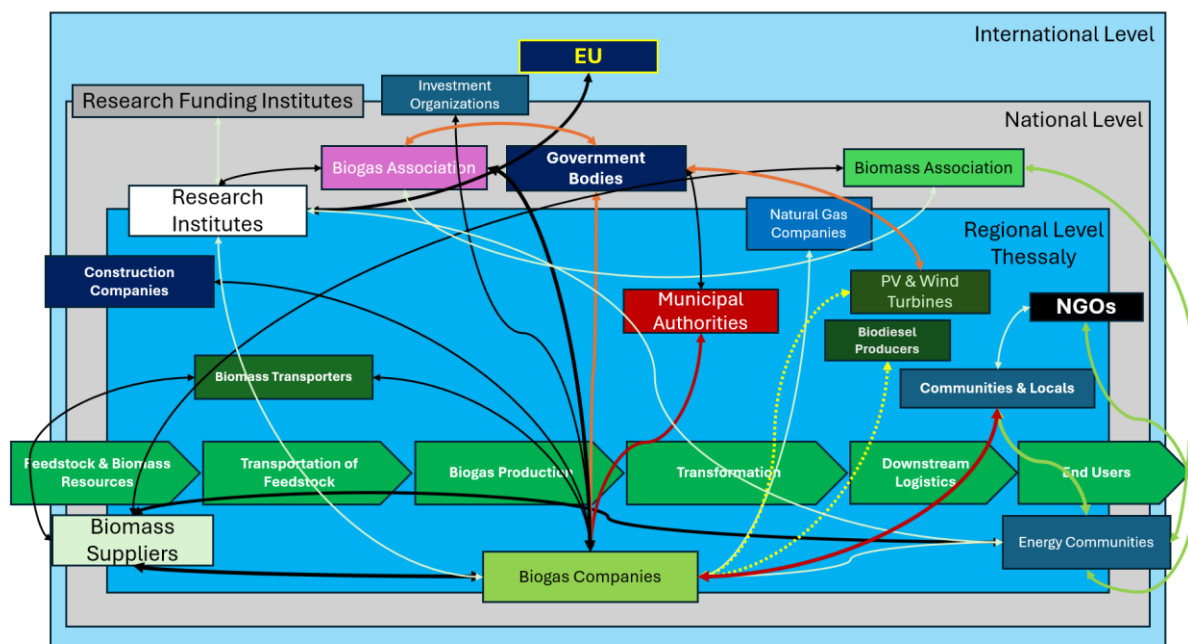 International Level
EU
Investment
Organizations
Research Funding Institutes
National Level
Biogas Association
Government
Bodies
Biomass Association
Research
Institutes
Natural Gas
Companies
Regional Level
Thessaly
Construction
Companies
PV & Wind
Turbines
Municipal
Authorities
NGOs
Biodiesel
Producers
Biomass Transporters
Communities & Locals
Feedstock & Biomass
Resources
Transportation of
Feedstock
Biogas Production
Transformation
Downstream
Logistics
End Users
Biomass
Suppliers
Energy Communities
Biogas Companies